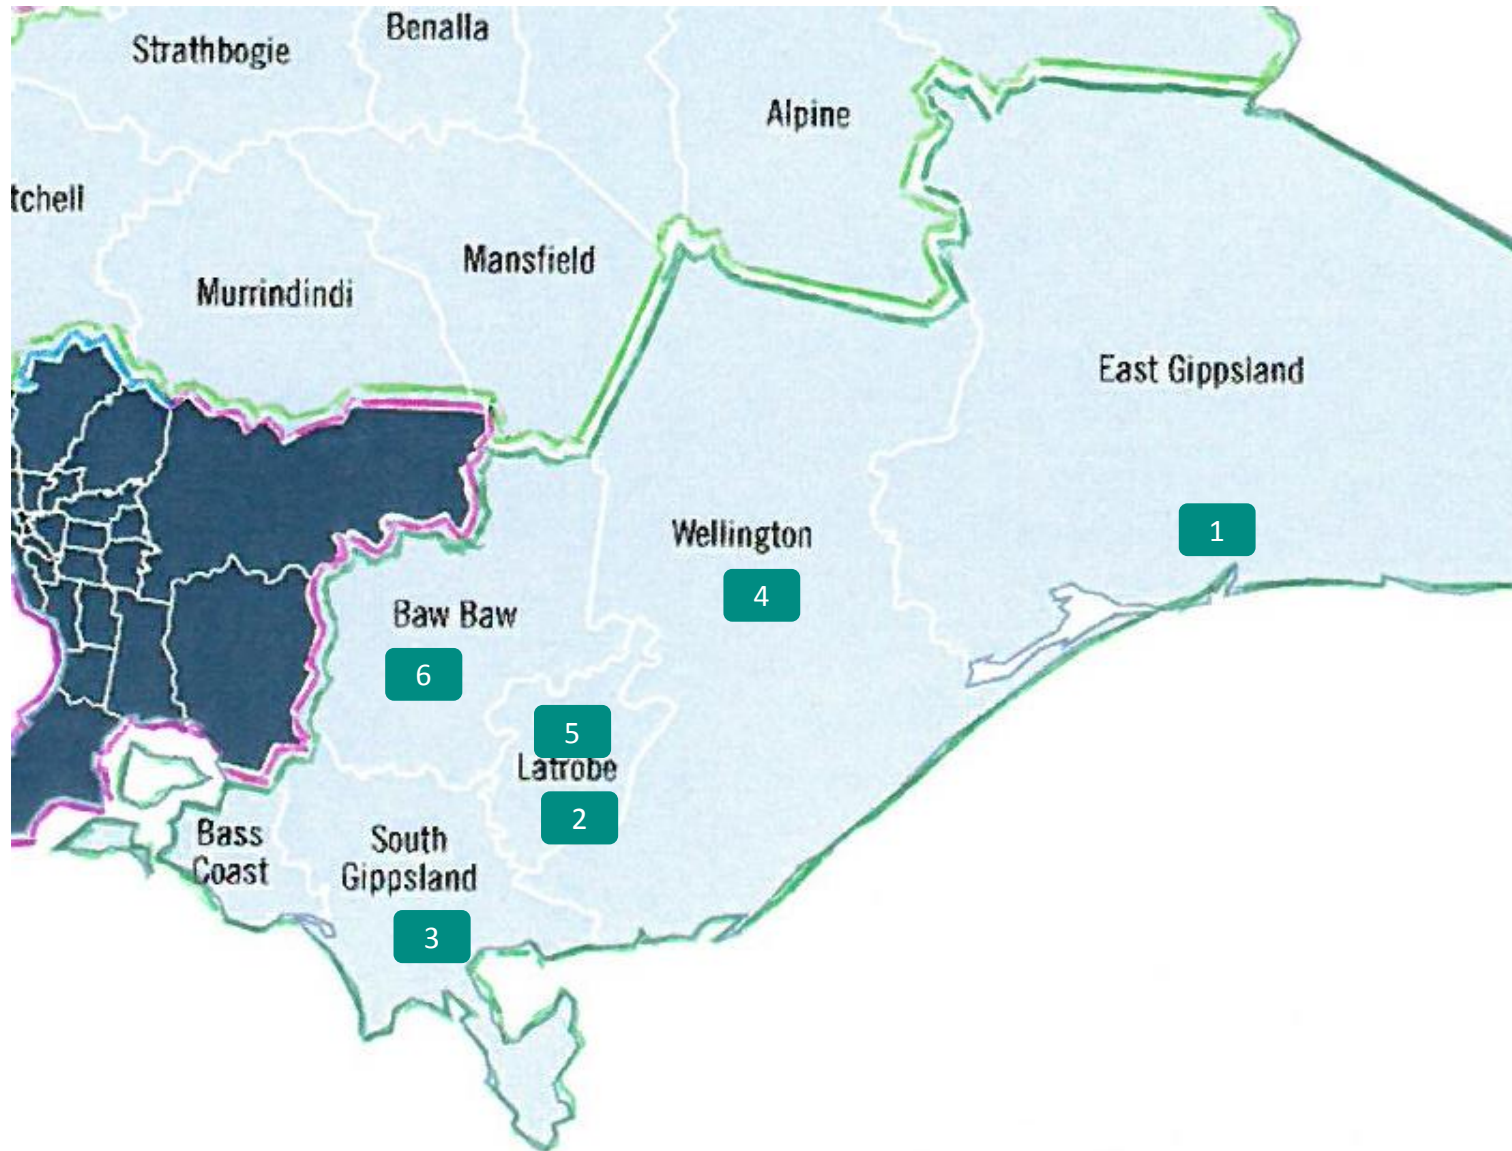 Benalla
Strathbogie
Alpine
tchell
Mansfield
Murrindindi
East Gippsland
Wellington
1
4
Baw Baw
6
5
Latrobe
2
Bass
Coast
South
Gippsland
3